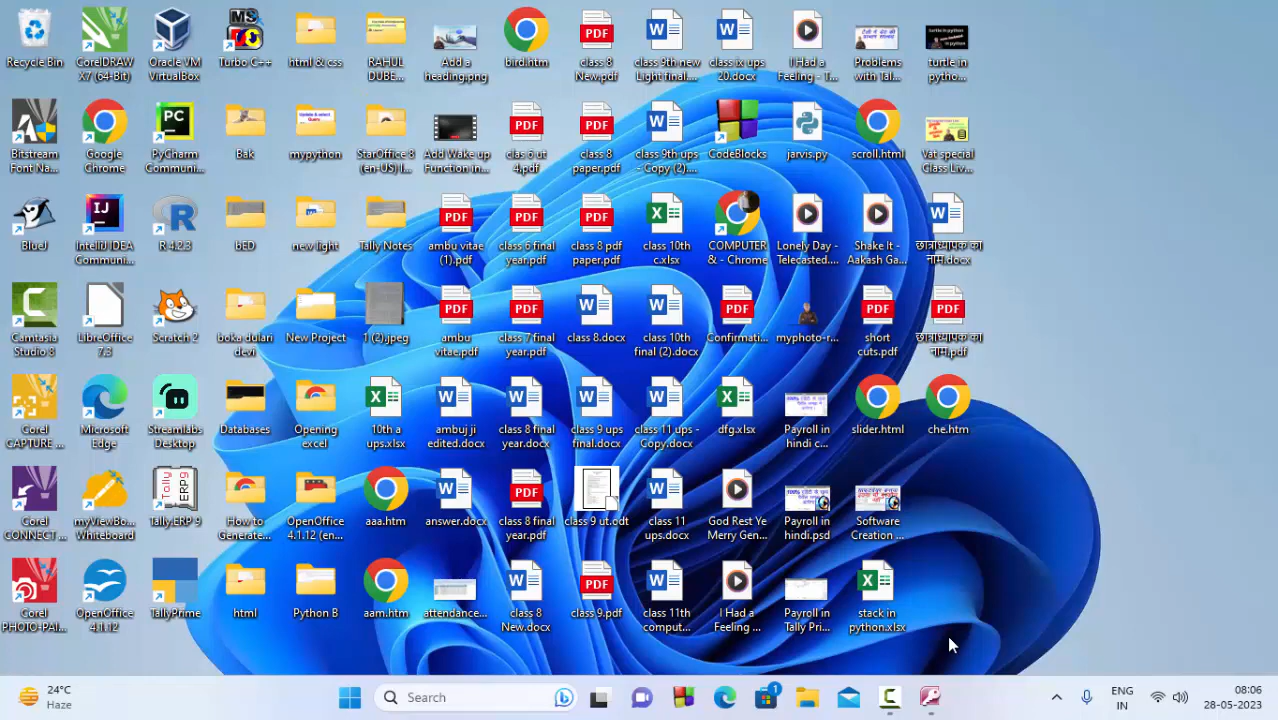 Recycle Bin
CorelDRAW X7 (64-Bit)
Oracle VM VirtualBox
Turbo C++
html & css
RAHUL DUBE...
Add a heading.png
bird.htm
class 8 New.pdf
class 9th new Light final....
class ix ups 20.docx
I Had a Feeling - T...
Problems with Tal...
turtle in pytho...
Bitstream Font Na...
Google Chrome
PyCharm Communi...
Bak
mypython
StarOffice 8 (en-US) I...
Add Wake up Function in...
clas 6 ut 4.pdf
class 8 paper.pdf
class 9th ups - Copy (2)....
CodeBlocks
jarvis.py
scroll.html
Vat special Class Liv...
BlueJ
IntelliJ IDEA Communi...
R 4.2.3
bED
new light
Tally Notes
ambu vitae (1).pdf
class 6 final year.pdf
class 8 pdf paper.pdf
class 10th c.xlsx
COMPUTER & - Chrome
Lonely Day - Telecasted....
Shake It - Aakash Ga...
छात्राध्यापक का नाम.docx
Camtasia Studio 8
LibreOffice 7.3
Scratch 2
boka dulari devi
New Project
1 (2).jpeg
ambu vitae.pdf
class 7 final year.pdf
class 8.docx
class 10th final (2).docx
Confirmati...
myphoto-r...
short cuts.pdf
छात्राध्यापक का नाम.pdf
Corel CAPTURE ...
Microsoft Edge
Streamlabs Desktop
Databases
Opening excel
10th a ups.xlsx
ambuj ji edited.docx
class 8 final year.docx
class 9 ups final.docx
class 11 ups - Copy.docx
dfg.xlsx
Payroll in hindi c...
slider.html
che.htm
Corel CONNECT ...
myViewBo... Whiteboard
Tally.ERP 9
How to Generate...
OpenOffice 4.1.12 (en...
aaa.htm
answer.docx
class 8 final year.pdf
class 9 ut.odt
class 11 ups.docx
God Rest Ye Merry Gen...
Payroll in hindi.psd
Software Creation ...
Corel PHOTO-PAI...
OpenOffice 4.1.12
TallyPrime
html
Python B
aam.htm
attendance...
class 8 New.docx
class 9.pdf
class 11th comput...
I Had a Feeling ...
Payroll in Tally Pri...
stack in python.xlsx
24°C
Haze
Search
ENG
IN
08:06
28-05-2023